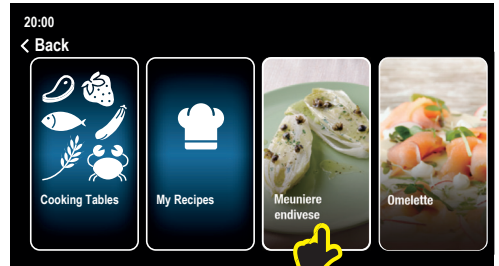 20:00
< Back
Cooking Tables
My Recipes
Meuniere
endivese
Omelette